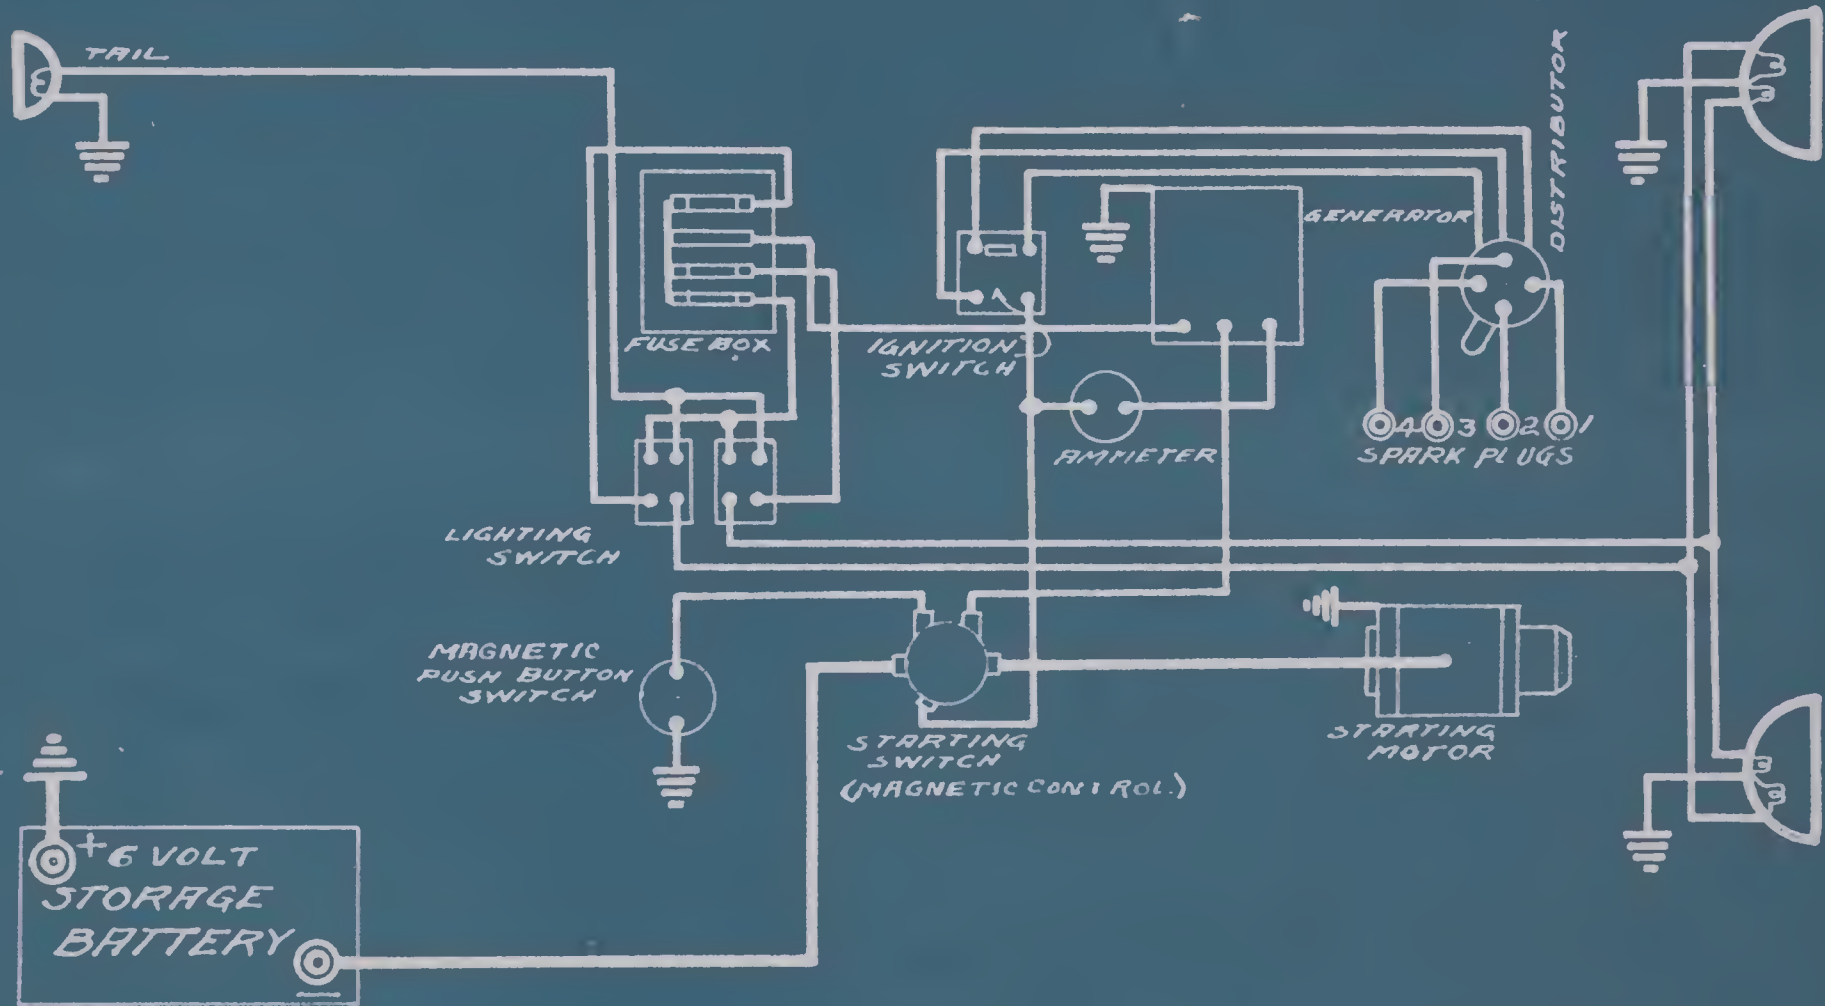 TAIL
DISTRIBUTOR
GENERATOR
FUSE BOX
IGNITION
SWITCH
AMMETER
4 3 2 1
SPARK PLUGS
LIGHTING
SWITCH
MAGNETIC
PUSH BUTTON
SWITCH
STARTING
SWITCH
(MAGNETIC CONTROL.)
STARTING
MOTOR
+ 6 VOLT
STORAGE
BATTERY
—